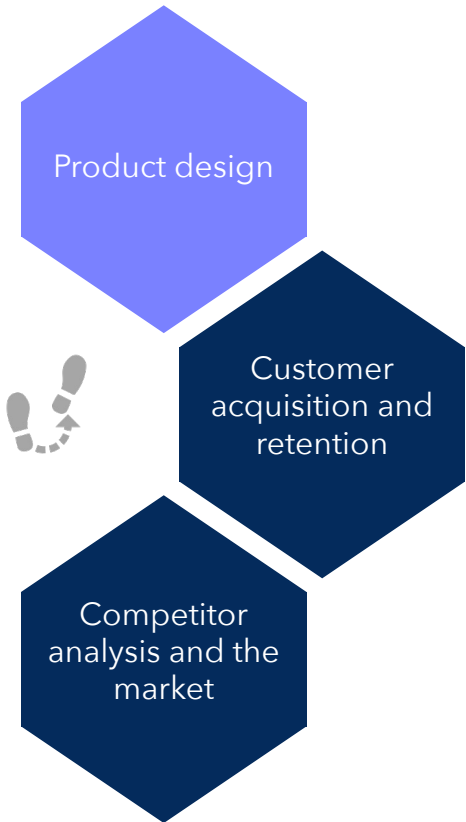 Product design
Customer
acquisition and
retention
Competitor
analysis and the
market